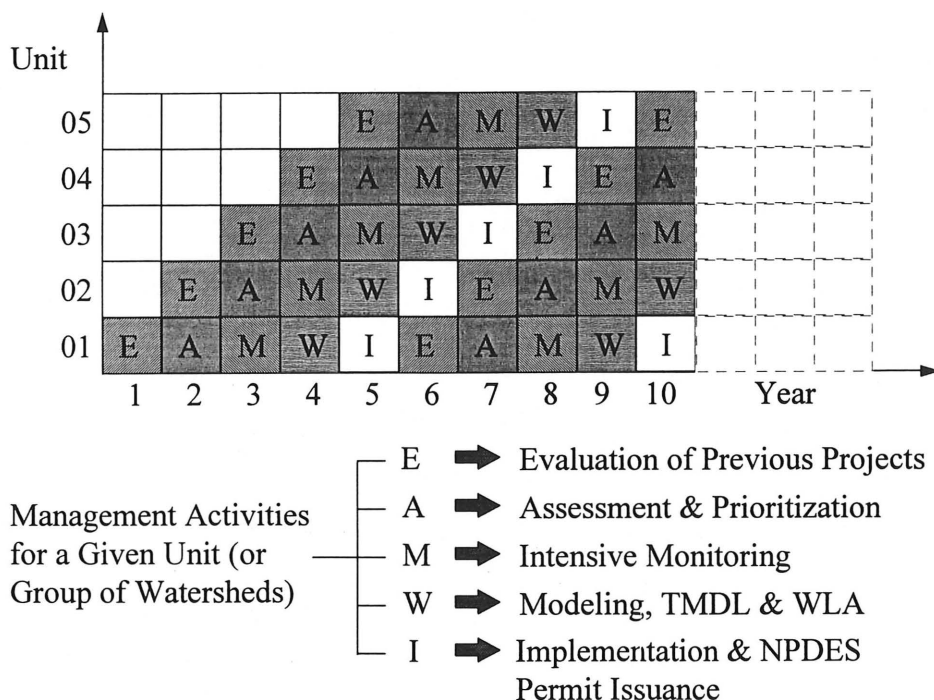 Unit
05 E A M W I E
04 E A M W I E A
03 E A M W I E A M
02 E A M W I E A M W
01 E A M W I E A M W I
1 2 3 4 5 6 7 8 9 10 Year
E Evaluation of Previous Projects
A Assessment & Prioritization
Management Activities
for a Given Unit (or
Group of Watersheds)
M Intensive Monitoring
W Modeling, TMDL & WLA
I Implementation & NPDES
Permit Issuance